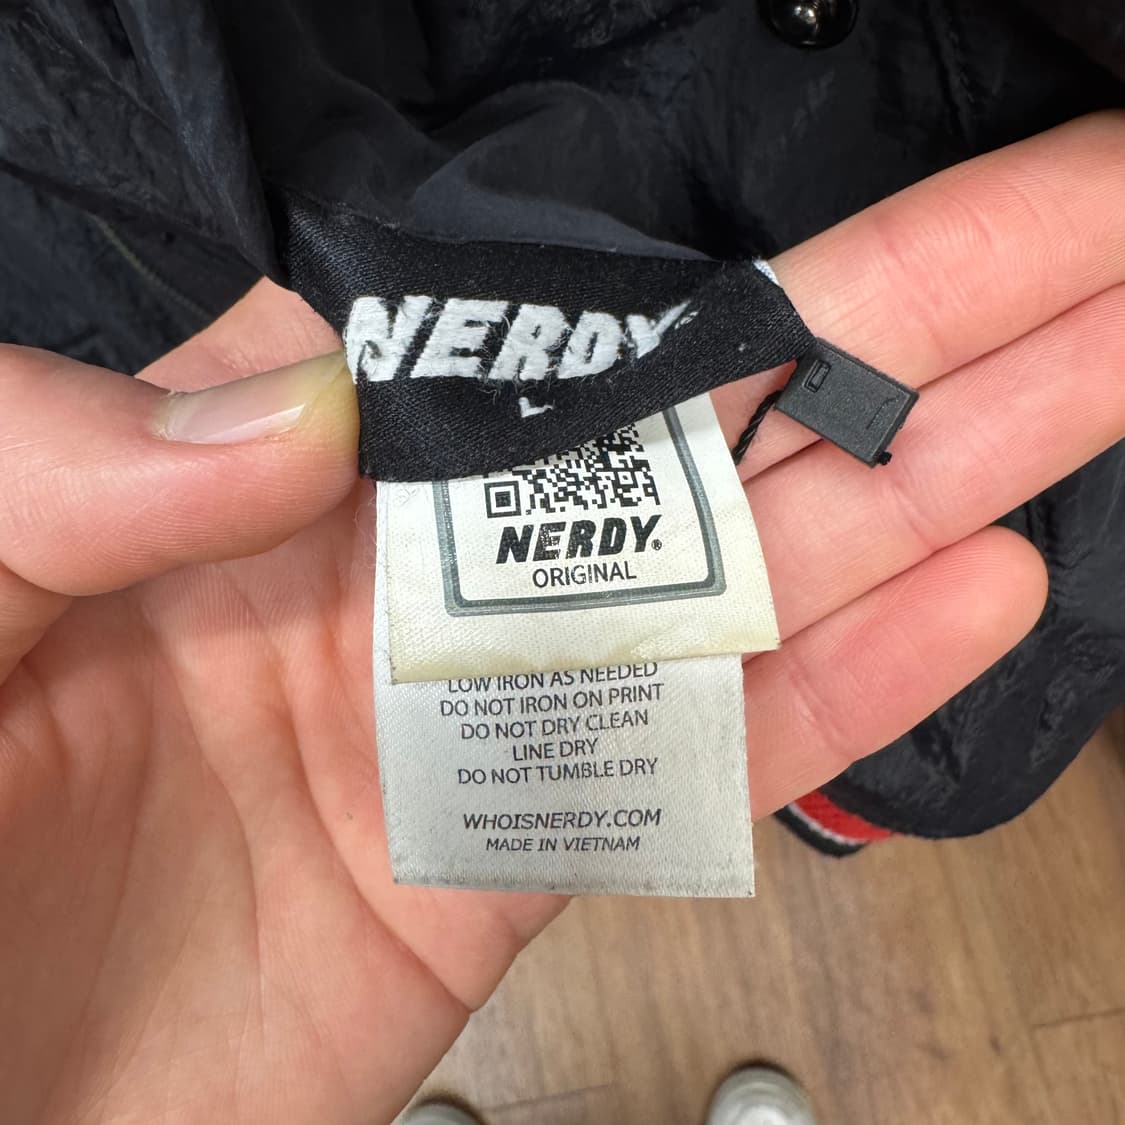 NERDY®
L
NERDY®
ORIGINAL
LOW IRON AS NEEDED
DO NOT IRON ON PRINT
DO NOT DRY CLEAN
LINE DRY
DO NOT TUMBLE DRY
WHOISNERDY.COM
MADE IN VIETNAM